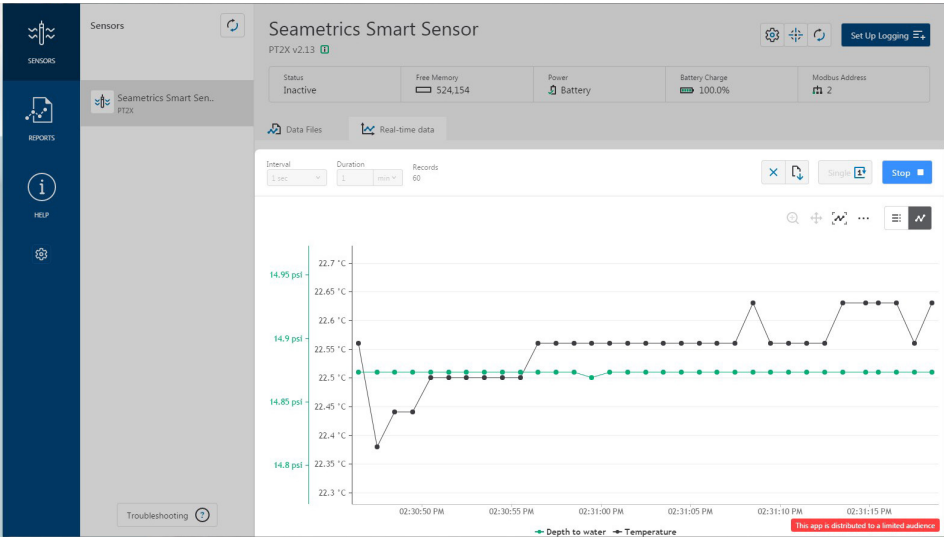 SENSORS
REPORTS
i
HELP
Sensors
Seametrics Smart Sen..
PT2X
Troubleshooting ?
Seametrics Smart Sensor
PT2X v2.13 i
Set Up Logging
Status
Inactive
Free Memory
524,154
Power
Battery
Battery Charge
100.0%
Modbus Address
2
Data Files
Real-time data
Interval
1 sec
Duration
1 min
Records
60
Single 1
Stop
22.7 °C
14.95 psi
22.65 °C
22.6 °C
14.9 psi
22.55 °C
22.5 °C
14.85 psi
22.45 °C
22.4 °C
14.8 psi
22.35 °C
22.3 °C
02:30:50 PM 02:30:55 PM 02:31:00 PM 02:31:05 PM 02:31:10 PM 02:31:15 PM
This app is distributed to a limited audience
Depth to water Temperature